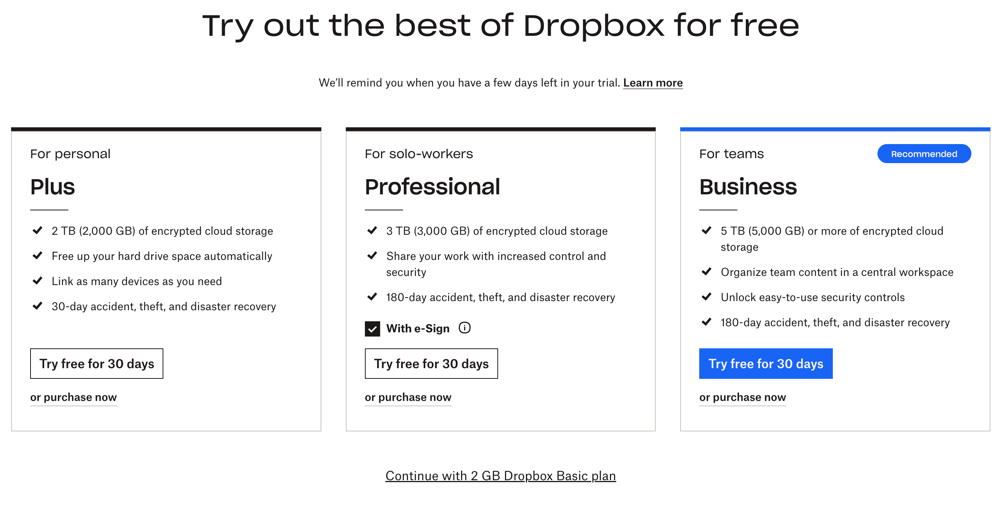 Try out the best of Dropbox for free
We’ll remind you when you have a few days left in your trial. Learn more
For personal
Plus
2 TB (2,000 GB) of encrypted cloud storage
Free up your hard drive space automatically
Link as many devices as you need
30-day accident, theft, and disaster recovery
Try free for 30 days
or purchase now
For solo-workers
Professional
3 TB (3,000 GB) of encrypted cloud storage
Share your work with increased control and
security
180-day accident, theft, and disaster recovery
With e-Sign
Try free for 30 days
or purchase now
For teams
Recommended
Business
5 TB (5,000 GB) or more of encrypted cloud
storage
Organize team content in a central workspace
Unlock easy-to-use security controls
180-day accident, theft, and disaster recovery
Try free for 30 days
or purchase now
Continue with 2 GB Dropbox Basic plan